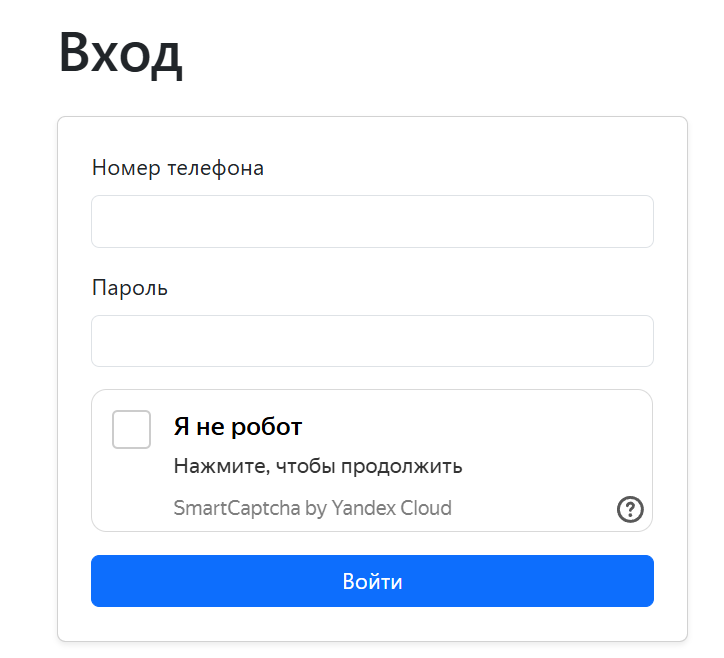 Вход
Номер телефона
Пароль
Я не робот
Нажмите, чтобы продолжить
SmartCaptcha by Yandex Cloud
?
Войти